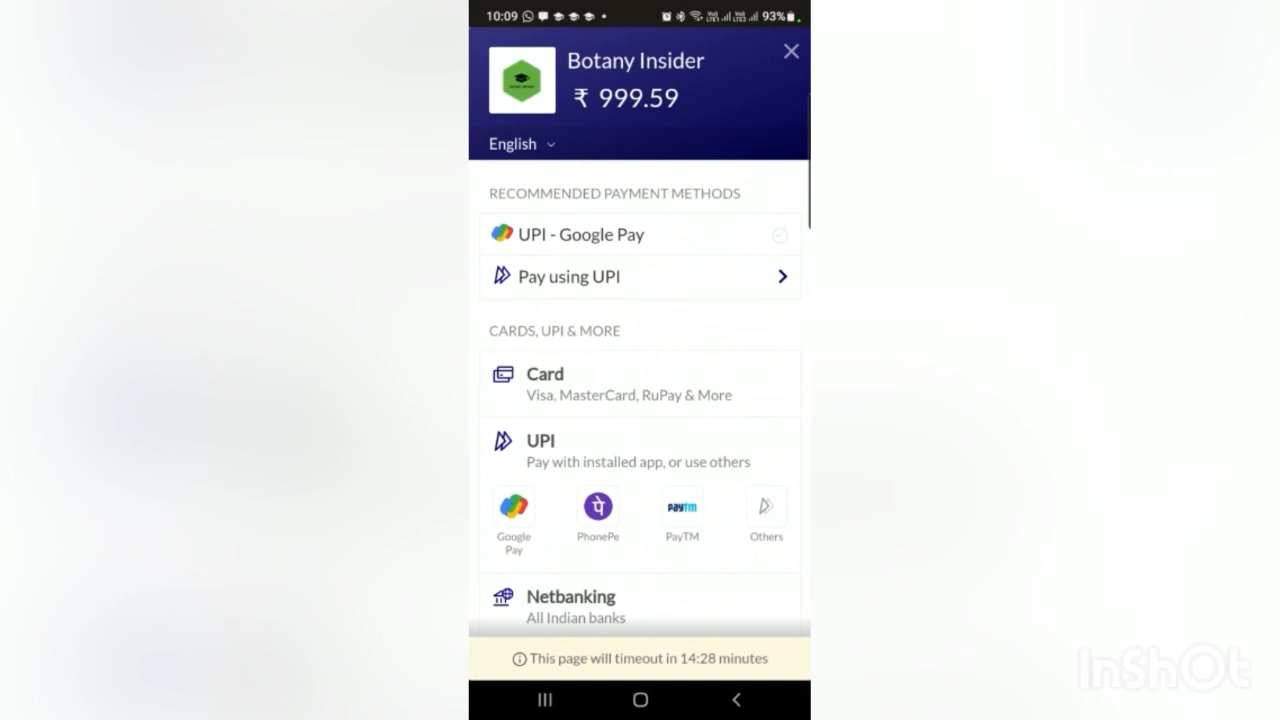 10:09
93%
Botany Insider
₹ 999.59
English
RECOMMENDED PAYMENT METHODS
UPI - Google Pay
Pay using UPI
CARDS, UPI & MORE
Card
Visa, MasterCard, RuPay & More
UPI
Pay with installed app, or use others
पे
paytm
Google Pay
PhonePe
PayTM
Others
Netbanking
All Indian banks
This page will timeout in 14:28 minutes
InShOt